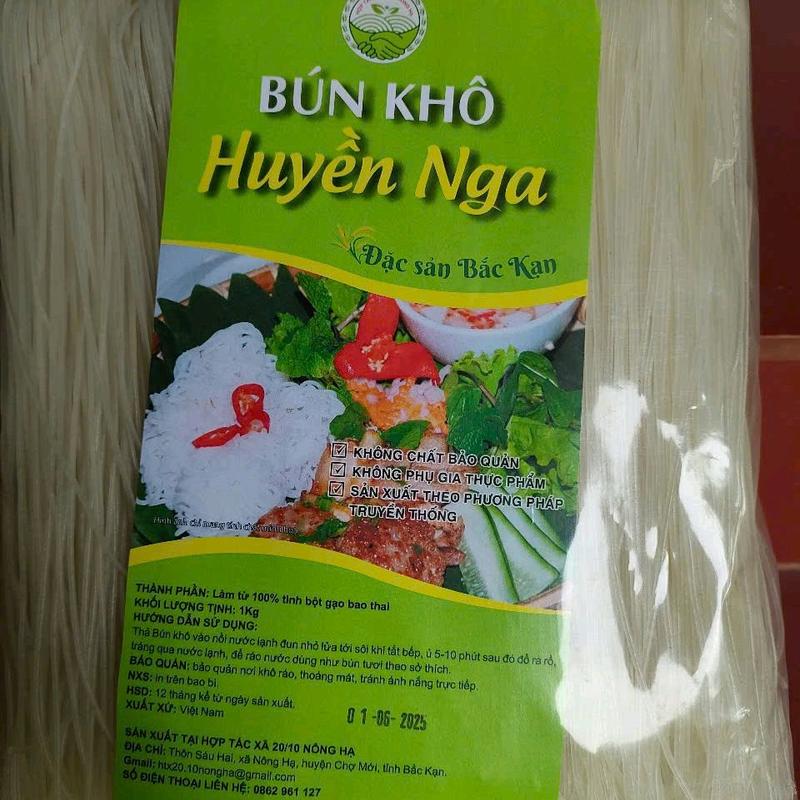 BÚN KHÔ
Huyền Nga
Đặc sản Bắc Kạn
KHÔNG CHẤT BẢO QUẢN
KHÔNG PHỤ GIA THỰC PHẨM
SẢN XUẤT THEO PHƯƠNG PHÁP
TRUYỀN THỐNG
THÀNH PHẦN: Làm từ 100% tinh bột gạo bao thai
KHỐI LƯỢNG TỊNH: 1Kg
HƯỚNG DẪN SỬ DỤNG:
Thả Bún khô vào nồi nước lạnh đun nhỏ lửa tới sôi khí tắt bếp, ủ 5-10 phút sau đó đổ ra rổ,
tráng qua nước lạnh, để ráo nước dùng như bún tươi theo sở thích.
BẢO QUẢN: bảo quản nơi khô ráo, thoáng mát, tránh ánh nắng trực tiếp.
NXS: in trên bao bì.
HSD: 12 tháng kể từ ngày sản xuất.
XUẤT XỨ: Việt Nam
01-06-2025
SẢN XUẤT TẠI HỢP TÁC XÃ 20/10 NÔNG HẠ
ĐỊA CHỈ: Thôn Sáu Hai, xã Nông Hạ, huyện Chợ Mới, tỉnh Bắc Kạn.
Gmail: htx20.10nongha@gmail.com
SỐ ĐIỆN THOẠI LIÊN HỆ: 0862 961 127